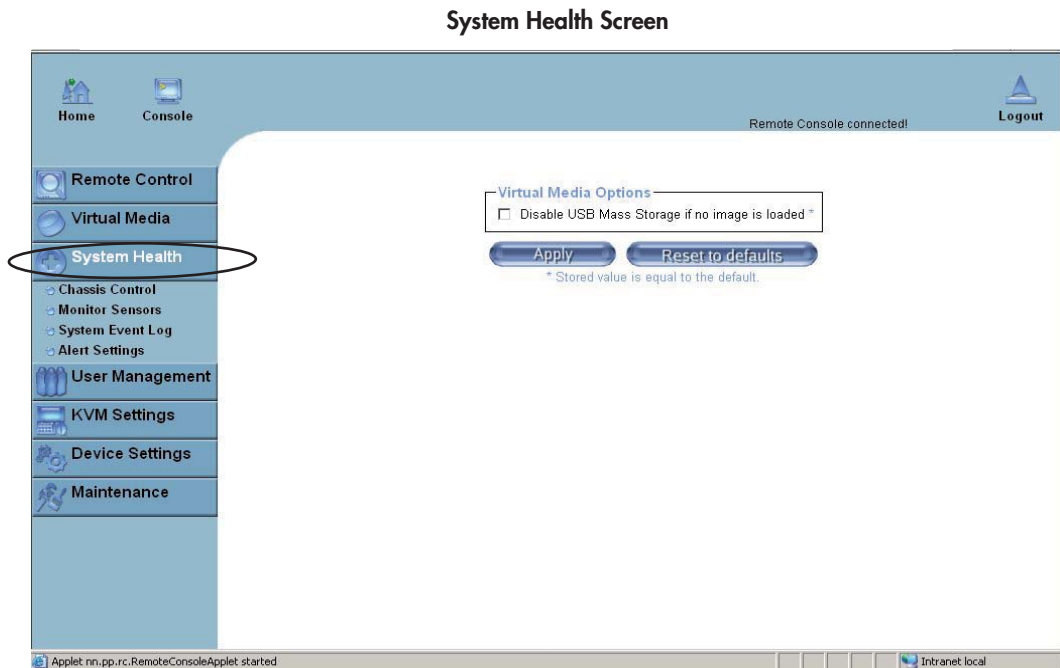 System Health Screen
Home
Console
Remote Console connected!
Logout
Remote Control
Virtual Media
System Health
Chassis Control
Monitor Sensors
System Event Log
Alert Settings
User Management
KVM Settings
Device Settings
Maintenance
Virtual Media Options
Disable USB Mass Storage if no image is loaded *
Apply
Reset to defaults
* Stored value is equal to the default.
Applet nn.pp.rc.RemoteConsoleApplet started
Intranet local